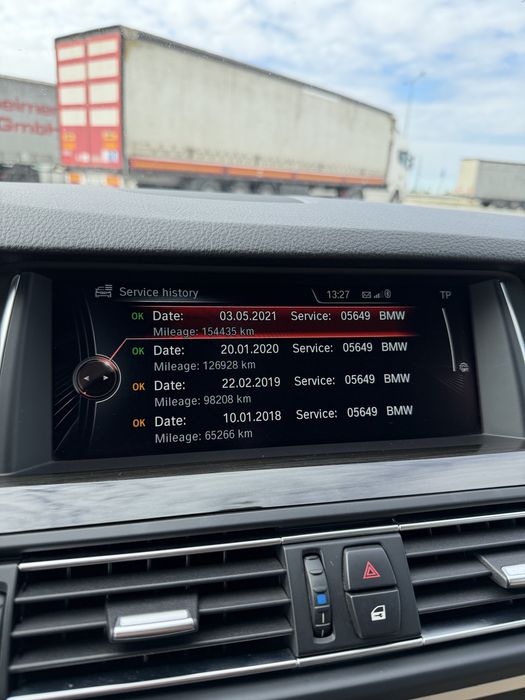 GmbH
Service history
13:27
TP
OK Date: 03.05.2021 Service: 05649 BMW
Mileage: 154435 km
OK Date: 20.01.2020 Service: 05649 BMW
Mileage: 126928 km
OK Date: 22.02.2019 Service: 05649 BMW
Mileage: 98208 km
OK Date: 10.01.2018 Service: 05649 BMW
Mileage: 65266 km